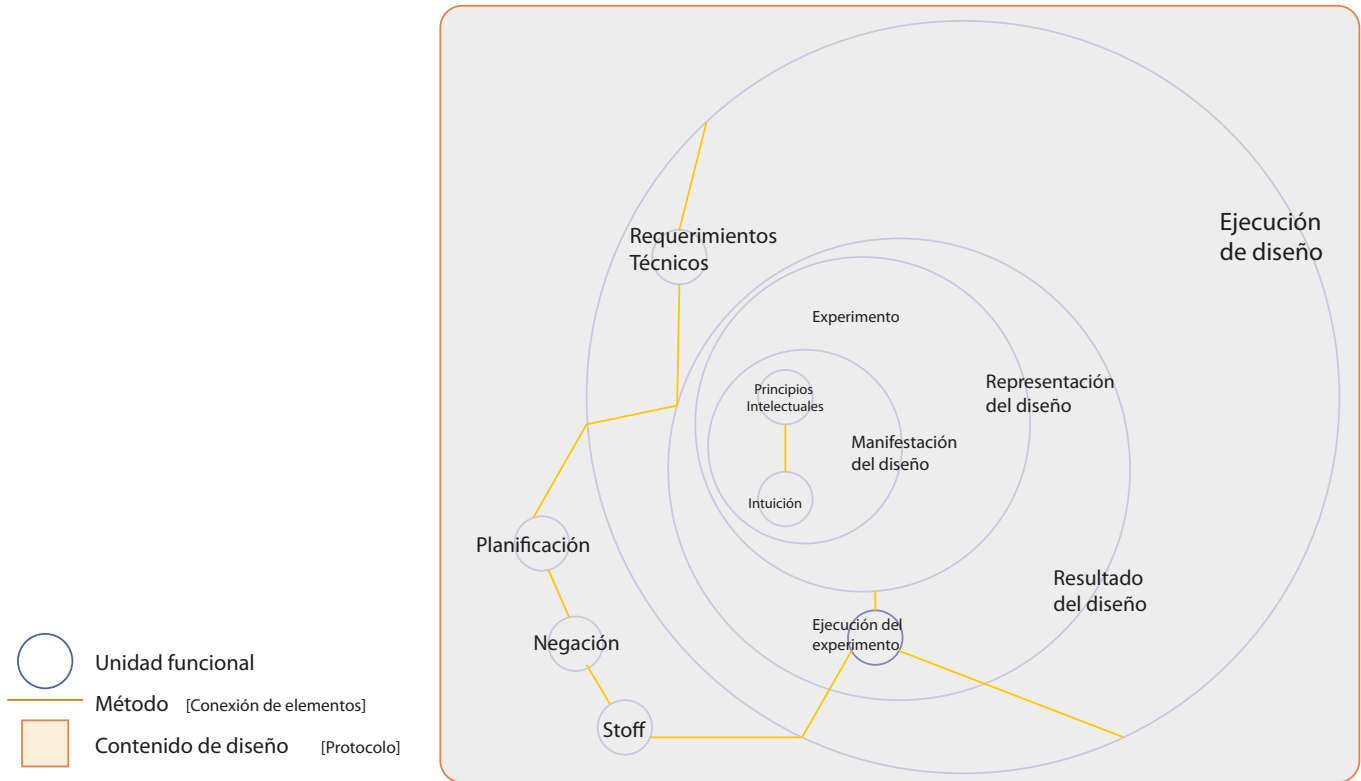 Ejecución
de diseño
Requerimientos
Técnicos
Experimento
Representación
del diseño
Principios
Intelectuales
Manifestación
del diseño
Intuición
Planificación
Resultado
del diseño
Ejecución del
experimento
Negación
Stoff
Unidad funcional
Método [Conexión de elementos]
Contenido de diseño [Protocolo]